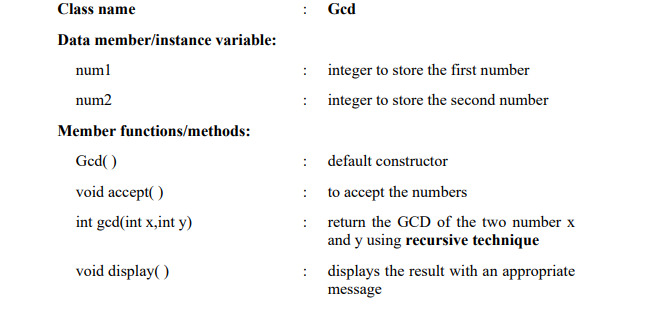 Class name : Gcd
Data member/instance variable:
num1 : integer to store the first number
num2 : integer to store the second number
Member functions/methods:
Gcd( ) : default constructor
void accept( ) : to accept the numbers
int gcd(int x,int y) : return the GCD of the two number x
and y using recursive technique
void display( ) : displays the result with an appropriate
message